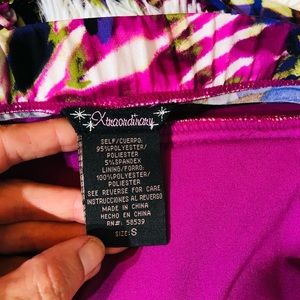 Xtraordinary
SELF/CUERPO:
95%POLYESTER/
POLIESTER
5%SPANDEX
LINING/FORRO:
100%POLYESTER/
POLIESTER
SEE REVERSE FOR CARE
INSTRUCCIONES AL REVERSO
MADE IN CHINA
HECHO EN CHINA
RN#: 58539
SIZE: S